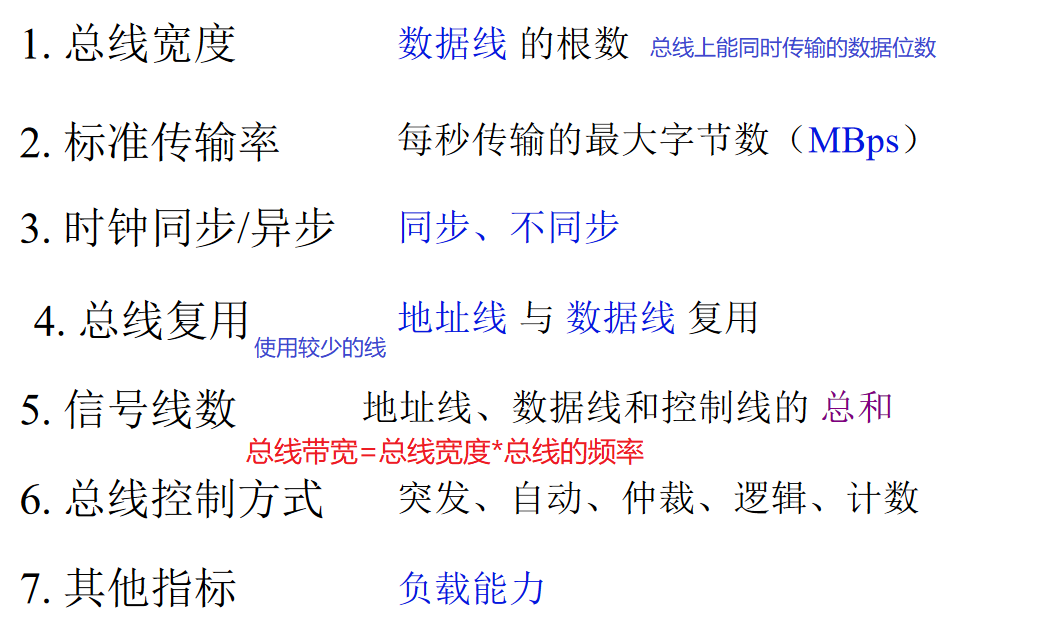 1. 总线宽度 数据线 的根数 总线上能同时传输的数据位数
2. 标准传输率 每秒传输的最大字节数（MBps）
3. 时钟同步/异步 同步、不同步
4. 总线复用 地址线 与 数据线 复用
使用较少的线
5. 信号线数 地址线、数据线和控制线的 总和
总线带宽=总线宽度*总线的频率
6. 总线控制方式 突发、自动、仲裁、逻辑、计数
7. 其他指标 负载能力